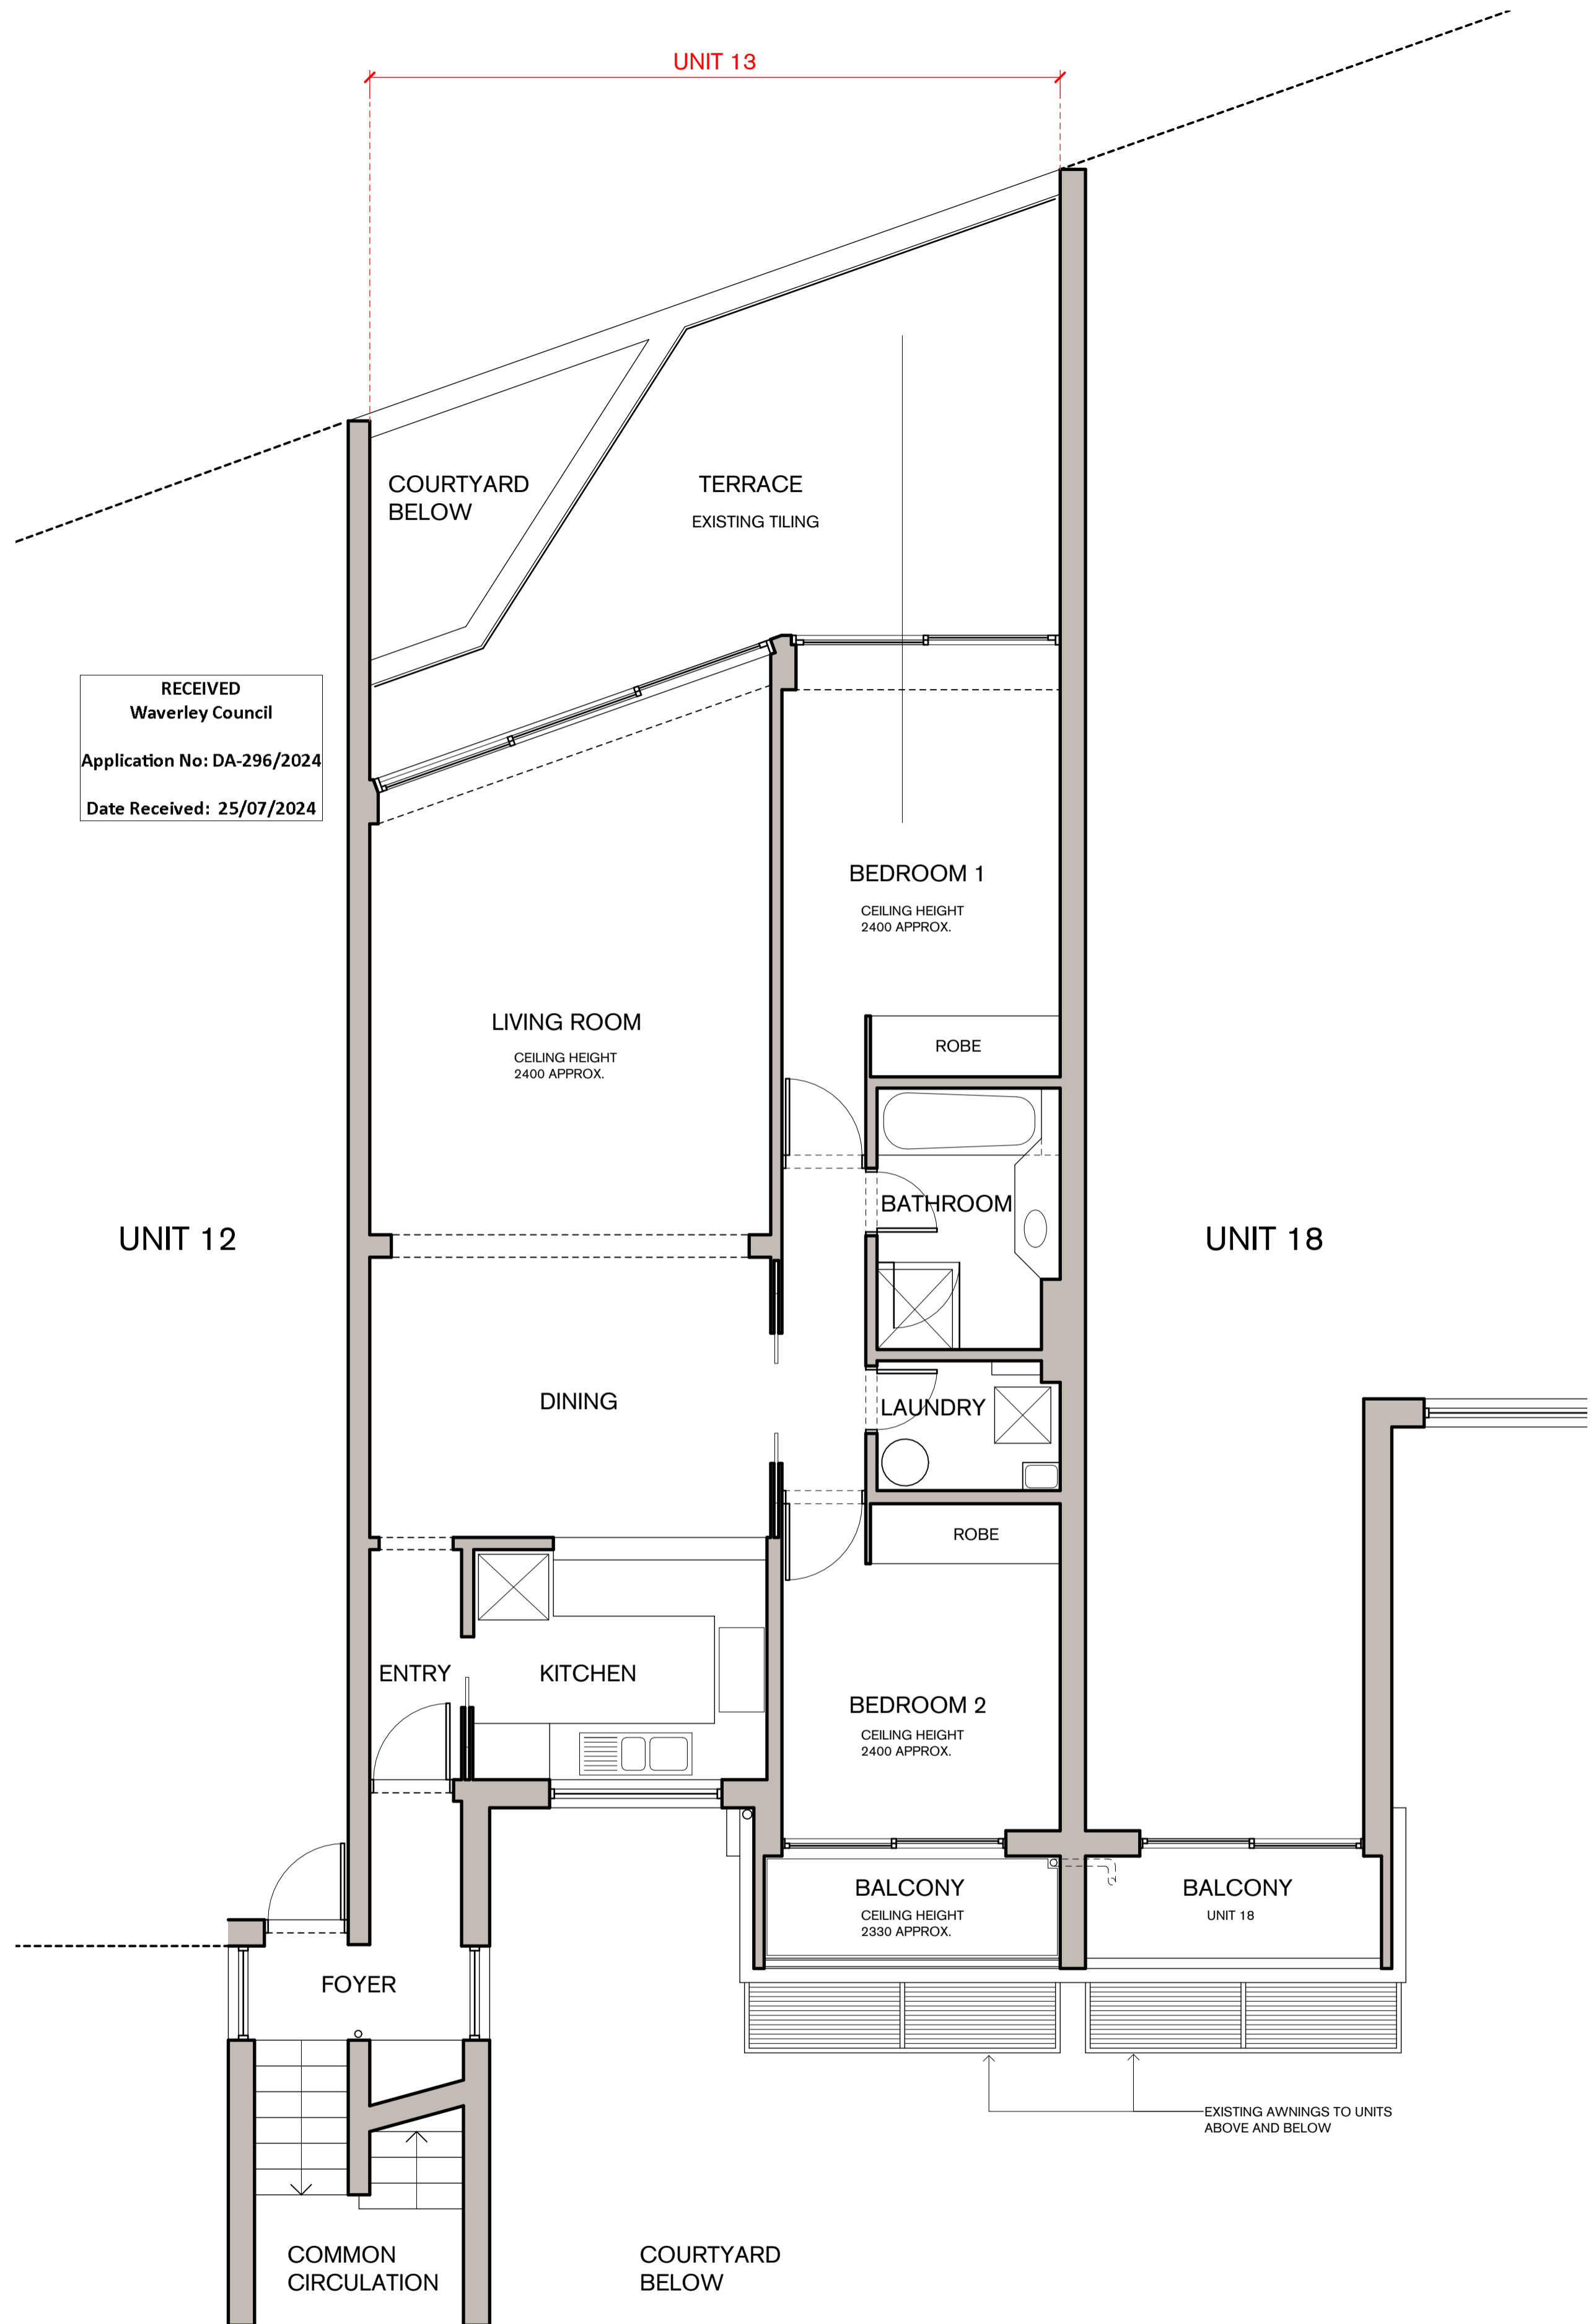 UNIT 13
COURTYARD
BELOW
TERRACE
EXISTING TILING
RECEIVED
Waverley Council
Application No: DA-296/2024
Date Received: 25/07/2024
BEDROOM 1
CEILING HEIGHT
2400 APPROX.
LIVING ROOM
CEILING HEIGHT
2400 APPROX.
ROBE
BATHROOM
UNIT 12
UNIT 18
DINING
LAUNDRY
ROBE
ENTRY
KITCHEN
BEDROOM 2
CEILING HEIGHT
2400 APPROX.
BALCONY
CEILING HEIGHT
2330 APPROX.
BALCONY
UNIT 18
FOYER
EXISTING AWNINGS TO UNITS
ABOVE AND BELOW
COMMON
CIRCULATION
COURTYARD
BELOW